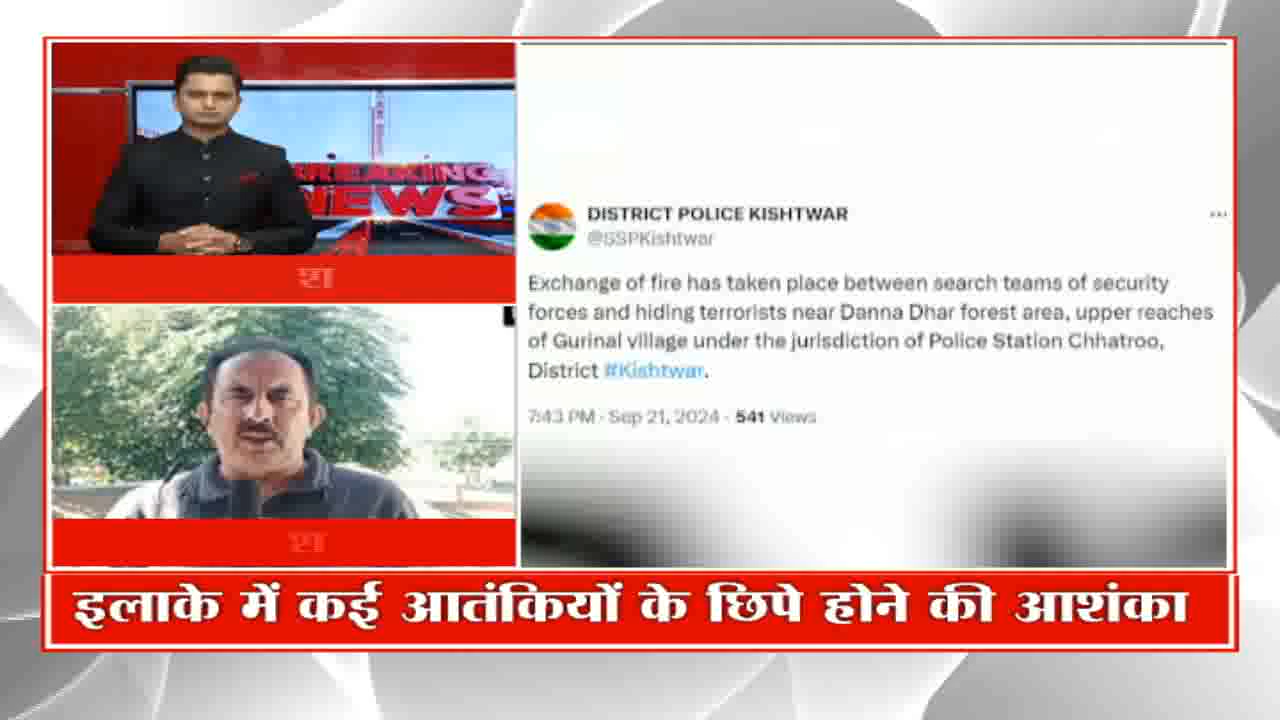 BREAKING
NEWS
श
श
DISTRICT POLICE KISHTWAR
@SSPKishtwar
Exchange of fire has taken place between search teams of security
forces and hiding terrorists near Danna Dhar forest area, upper reaches
of Gurinal village under the jurisdiction of Police Station Chhatroo,
District #Kishtwar.
7:43 PM · Sep 21, 2024 · 541 Views
इलाके में कई आतंकियों के छिपे होने की आशंका